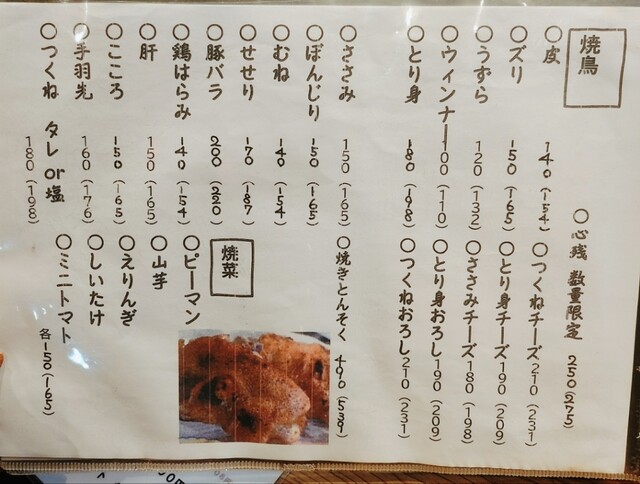 焼鳥
○皮 140(154)
○ズリ 150(165)
○うずら 120(132)
○ウィンナー 100(110)
○とり身 180(198)
○ささみ 150(165)
○ぼんじり 150(165)
○むね 140(154)
○せせり 170(187)
○豚バラ 200(220)
○鶏はらみ 140(154)
○肝 150(165)
○こころ 150(165)
○手羽先 160(176)
○つくね タレor塩 180(198)
○心残 数量限定 250(275)
○つくねチーズ 210(231)
○とり身チーズ 190(209)
○ささみチーズ 180(198)
○とり身おろし 190(209)
○つくねおろし 210(231)
○焼きとんそく 490(539)
焼菜
○ピーマン
○山芋
○えりんぎ
○しいたけ
○ミニトマト
各150(165)